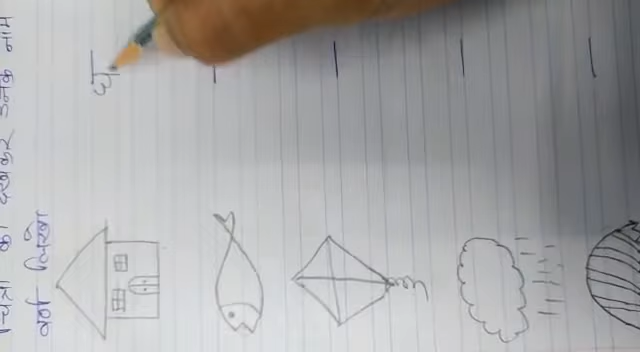 चित्रों को देखकर उनके नाम
वर्ण लिखो
घ